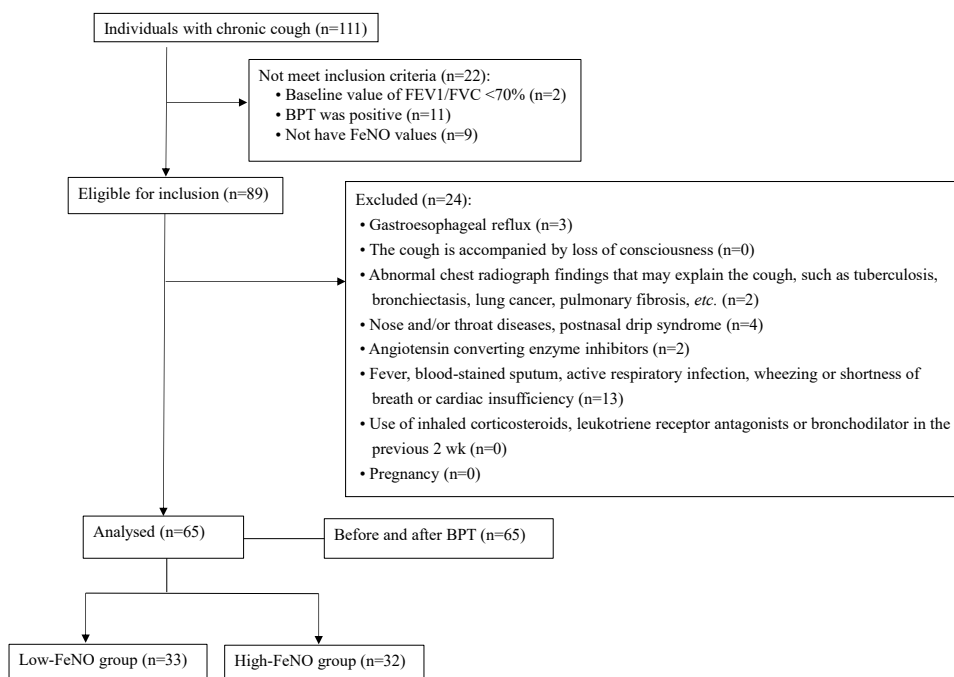 Individuals with chronic cough (n=111)
Not meet inclusion criteria (n=22):
• Baseline value of FEV1/FVC <70% (n=2)
• BPT was positive (n=11)
• Not have FeNO values (n=9)
Eligible for inclusion (n=89)
Excluded (n=24):
• Gastroesophageal reflux (n=3)
• The cough is accompanied by loss of consciousness (n=0)
• Abnormal chest radiograph findings that may explain the cough, such as tuberculosis,
bronchiectasis, lung cancer, pulmonary fibrosis, etc. (n=2)
• Nose and/or throat diseases, postnasal drip syndrome (n=4)
• Angiotensin converting enzyme inhibitors (n=2)
• Fever, blood-stained sputum, active respiratory infection, wheezing or shortness of
breath or cardiac insufficiency (n=13)
• Use of inhaled corticosteroids, leukotriene receptor antagonists or bronchodilator in the
previous 2 wk (n=0)
• Pregnancy (n=0)
Analysed (n=65)
Before and after BPT (n=65)
Low-FeNO group (n=33)
High-FeNO group (n=32)